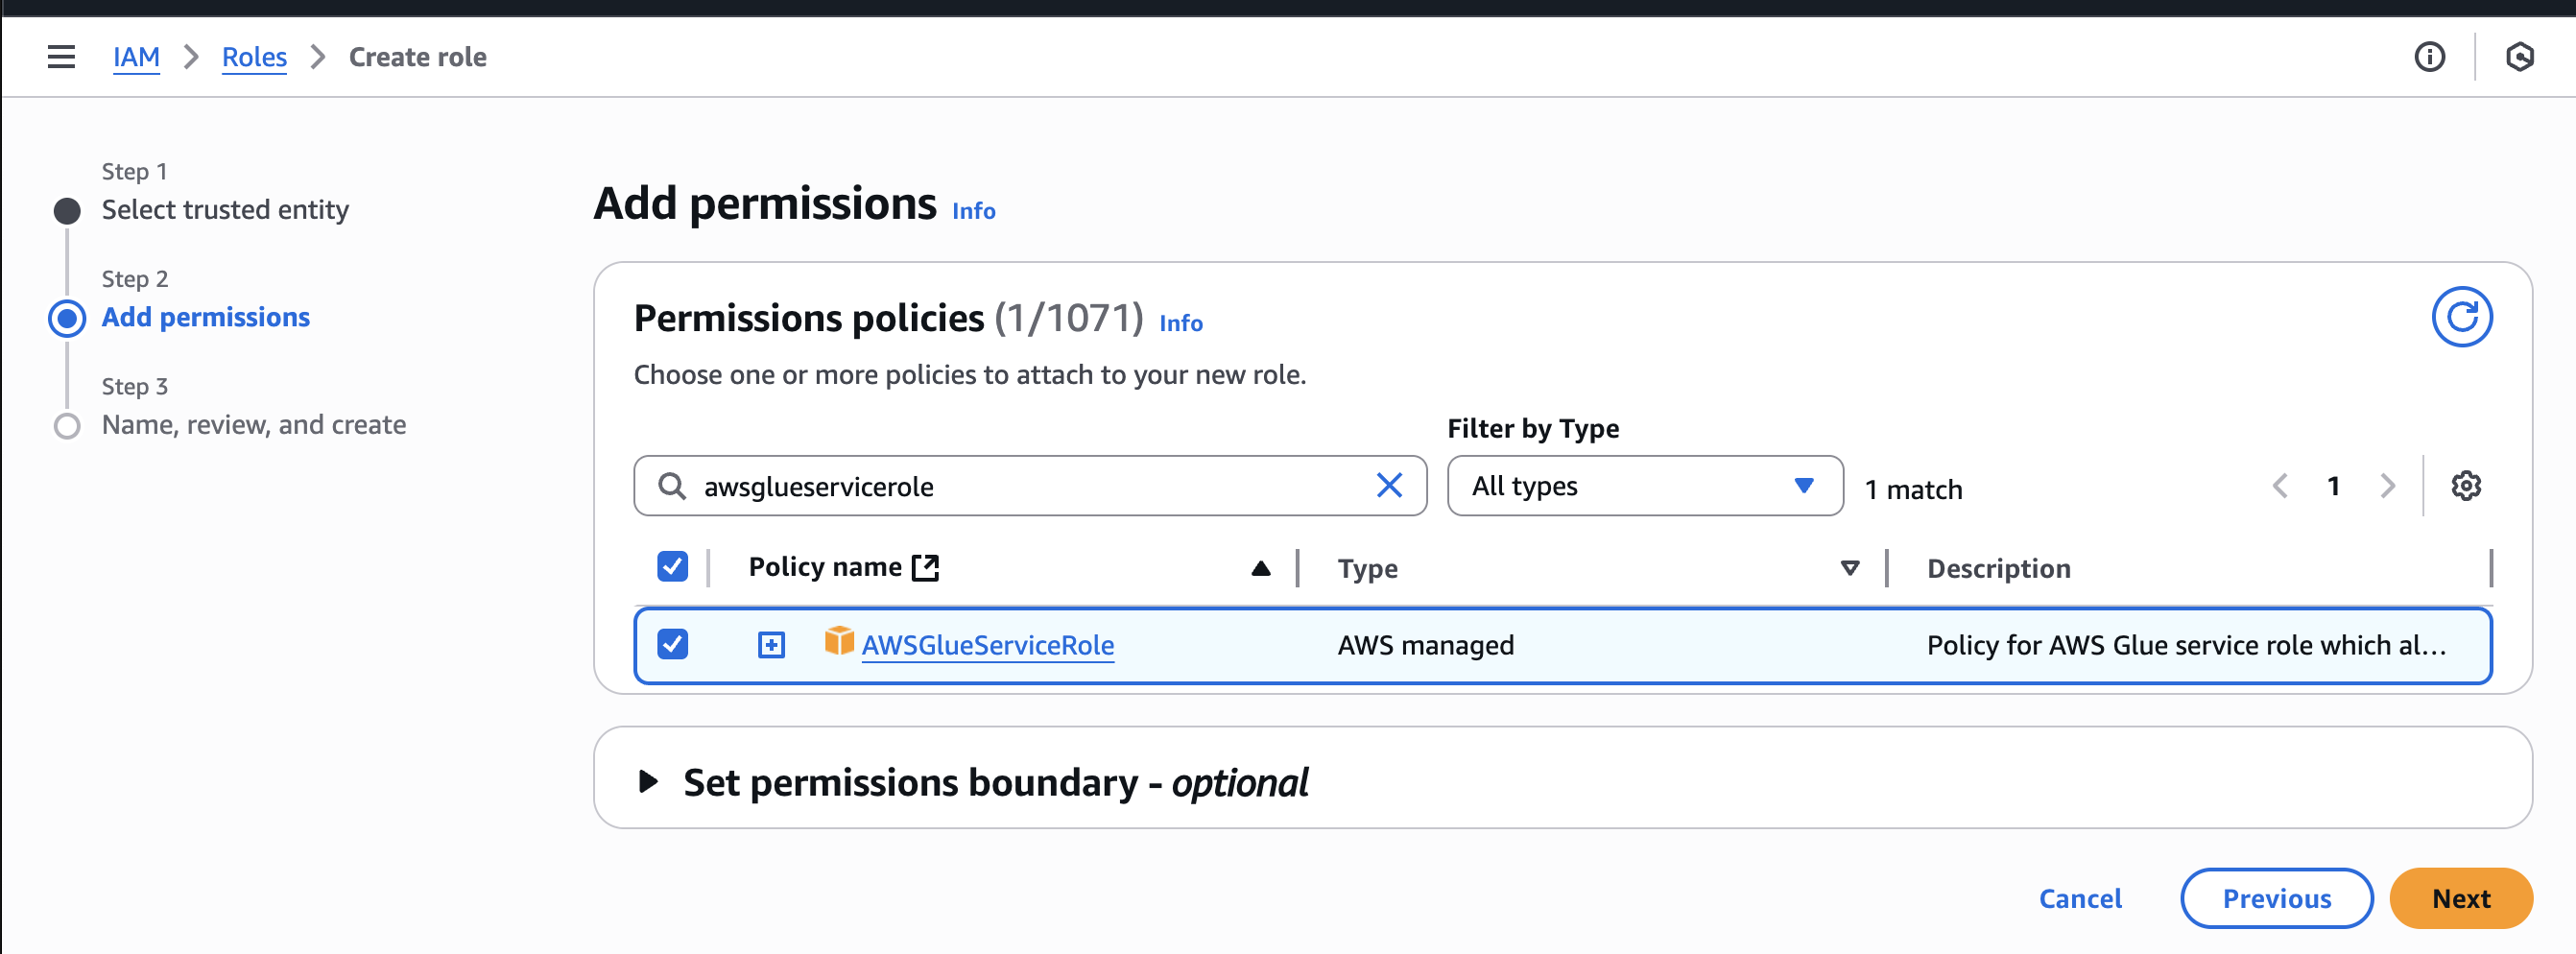 IAM > Roles > Create role
Step 1
Select trusted entity
Step 2
Add permissions
Step 3
Name, review, and create
Add permissions Info
Permissions policies (1/1071) Info
Choose one or more policies to attach to your new role.
Filter by Type
awsglueservicerole
All types
1 match
1
Policy name
Type
Description
AWSGlueServiceRole
AWS managed
Policy for AWS Glue service role which al...
Set permissions boundary - optional
Cancel
Previous
Next